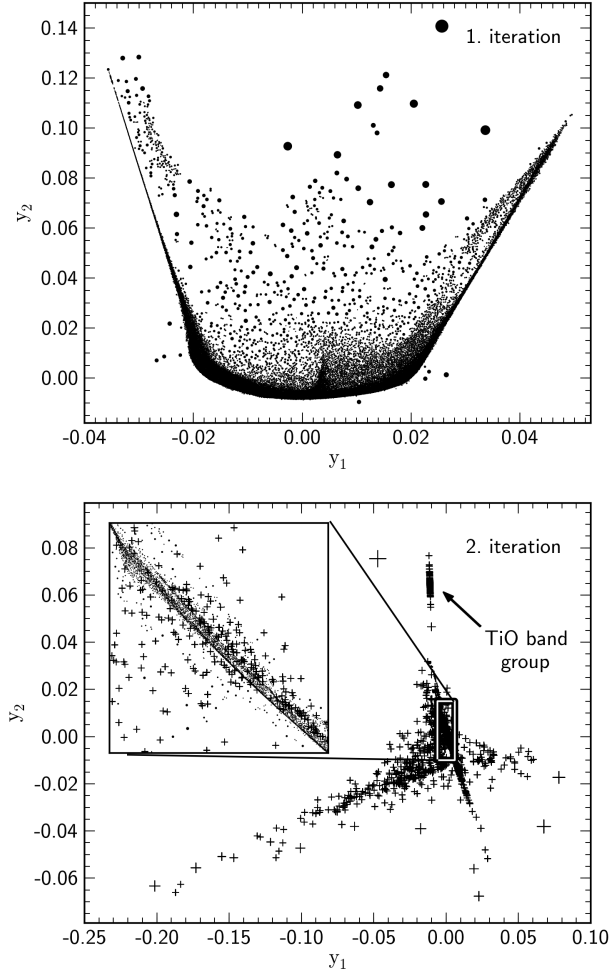 0.14
1. iteration
0.12
0.10
0.08
y2
0.06
0.04
0.02
0.00
-0.04 -0.02 0.00 0.02 0.04
y1
0.08
2. iteration
0.06
TiO band
group
0.04
0.02
y2
0.00
-0.02
-0.04
-0.06
-0.25 -0.20 -0.15 -0.10 -0.05 0.00 0.05 0.10
y1